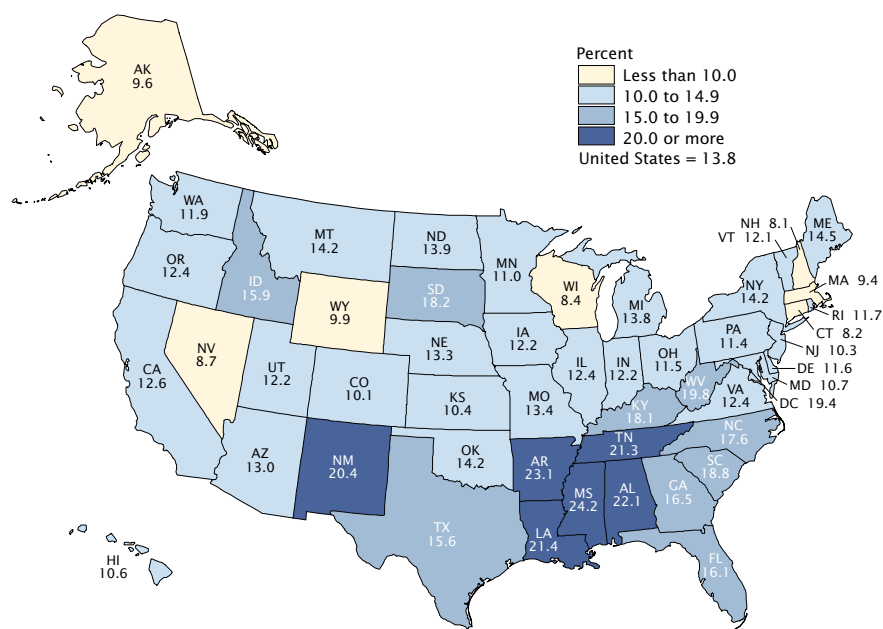 Percent
Less than 10.0
10.0 to 14.9
15.0 to 19.9
20.0 or more
United States = 13.8
AK
9.6
WA
11.9
MT
14.2
ND
13.9
MN
11.0
NH 8.1
VT 12.1
ME
14.5
OR
12.4
ID
15.9
SD
18.2
WI
8.4
MI
13.8
NY
14.2
MA 9.4
RI 11.7
CT 8.2
WY
9.9
NV
8.7
UT
12.2
CO
10.1
NE
13.3
IA
12.2
IL
12.4
IN
12.2
OH
11.5
PA
11.4
NJ 10.3
DE 11.6
MD 10.7
DC 19.4
CA
12.6
KS
10.4
MO
13.4
KY
18.1
WV
19.8
VA
12.4
AZ
13.0
NM
20.4
OK
14.2
AR
23.1
TN
21.3
NC
17.6
SC
18.8
TX
15.6
LA
21.4
MS
24.2
AL
22.1
GA
16.5
FL
16.1
HI
10.6